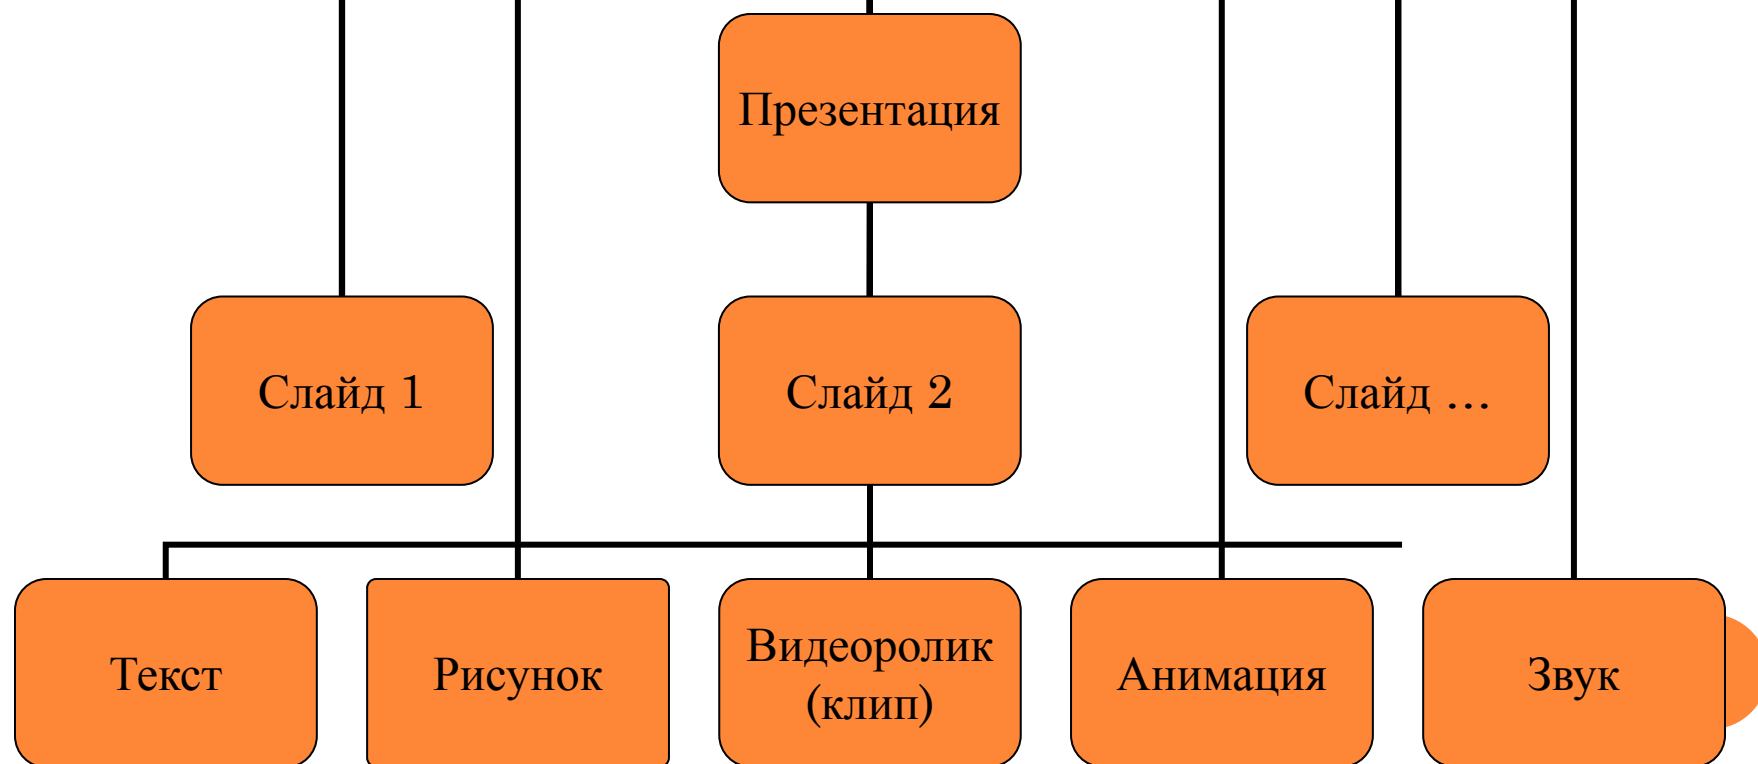 Презентация
Слайд 1
Слайд 2
Слайд ...
Текст
Рисунок
Видеоролик
(клип)
Анимация
Звук